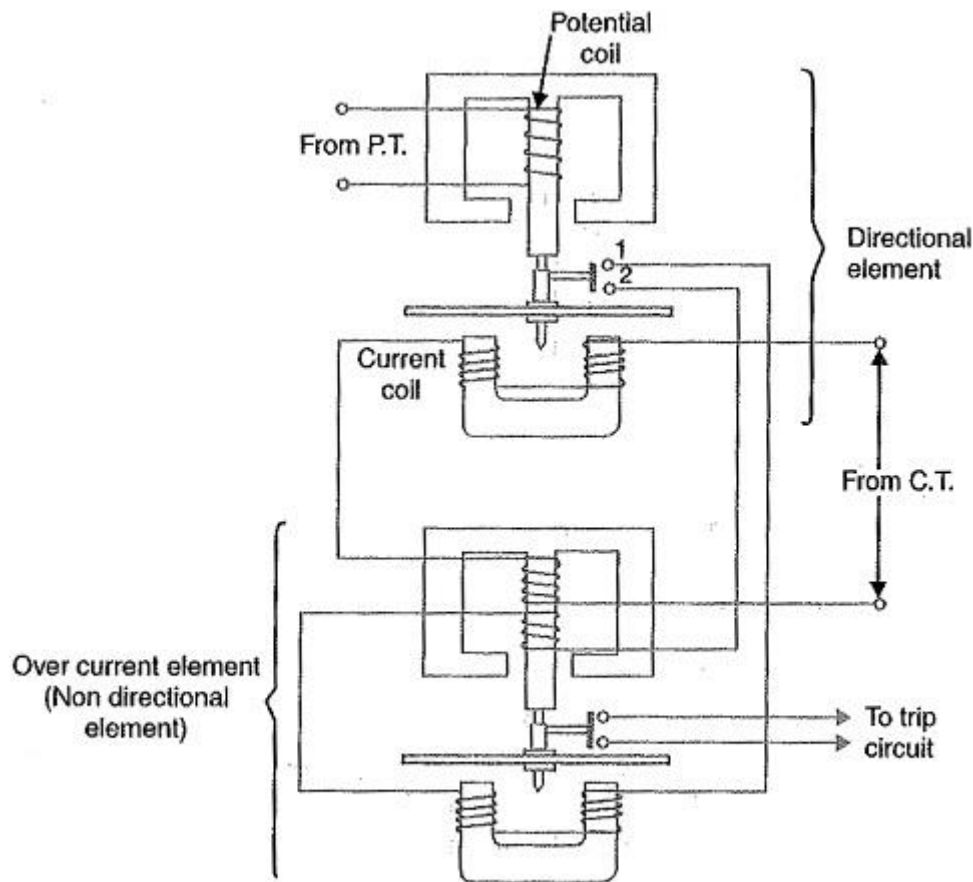 Potential
coil
From P.T.
1
2
Directional
element
Current
coil
From C.T.
Over current element
(Non directional
element)
To trip
circuit